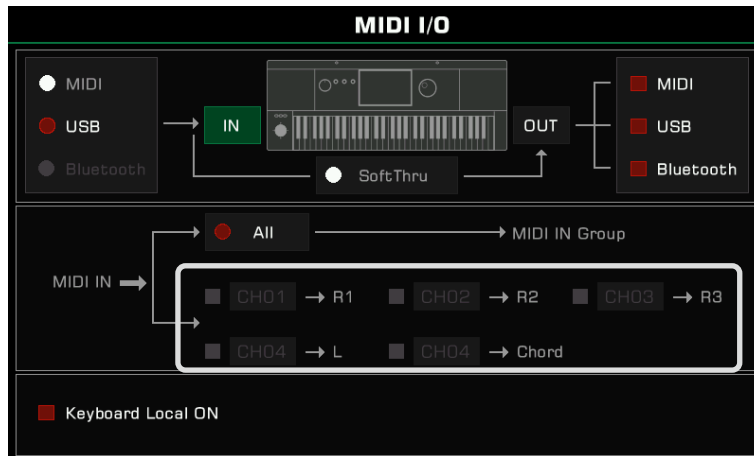 MIDI I/O
MIDI
USB
Bluetooth
IN
OUT
SoftThru
MIDI
USB
Bluetooth
MIDI IN
All
MIDI IN Group
CH01 → R1
CH02 → R2
CH03 → R3
CH04 → L
CH04 → Chord
Keyboard Local ON